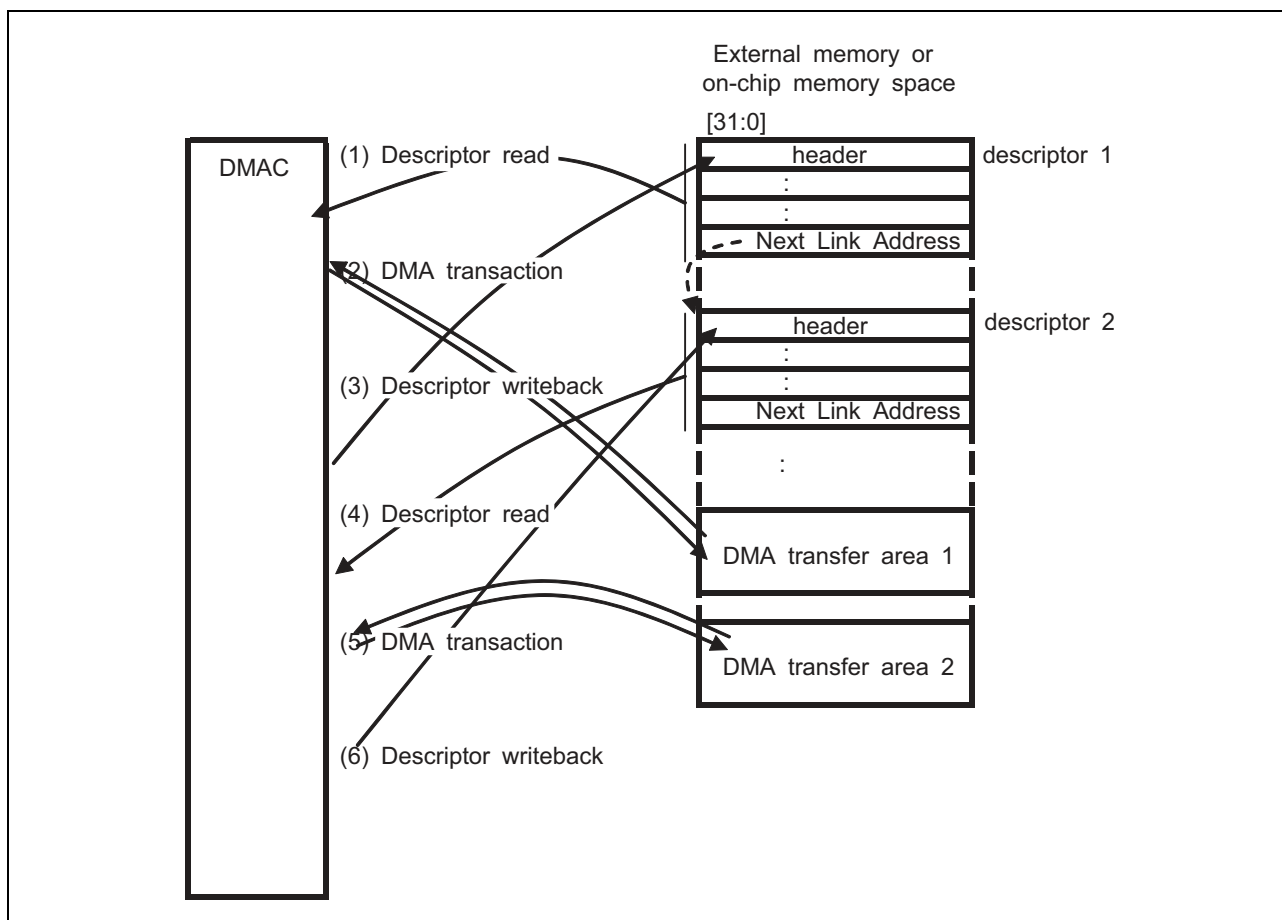 External memory or
on-chip memory space
[31:0]
DMAC
(1) Descriptor read
header
descriptor 1
:
:
Next Link Address
(2) DMA transaction
header
descriptor 2
:
:
(3) Descriptor writeback
Next Link Address
:
(4) Descriptor read
DMA transfer area 1
(5) DMA transaction
DMA transfer area 2
(6) Descriptor writeback